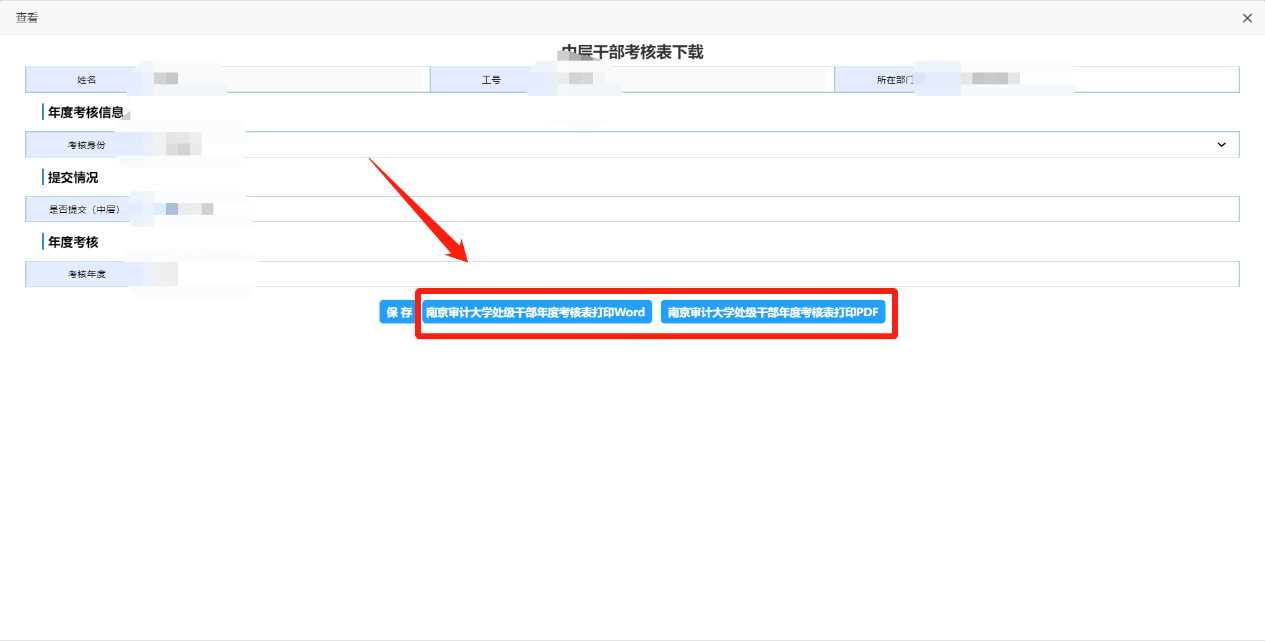 查看
中层干部考核表下载
姓名 工号 所在部门
年度考核信息
考核身份
提交情况
是否提交（中层）
年度考核
考核年度
保 存 南京审计大学处级干部年度考核表打印Word 南京审计大学处级干部年度考核表打印PDF